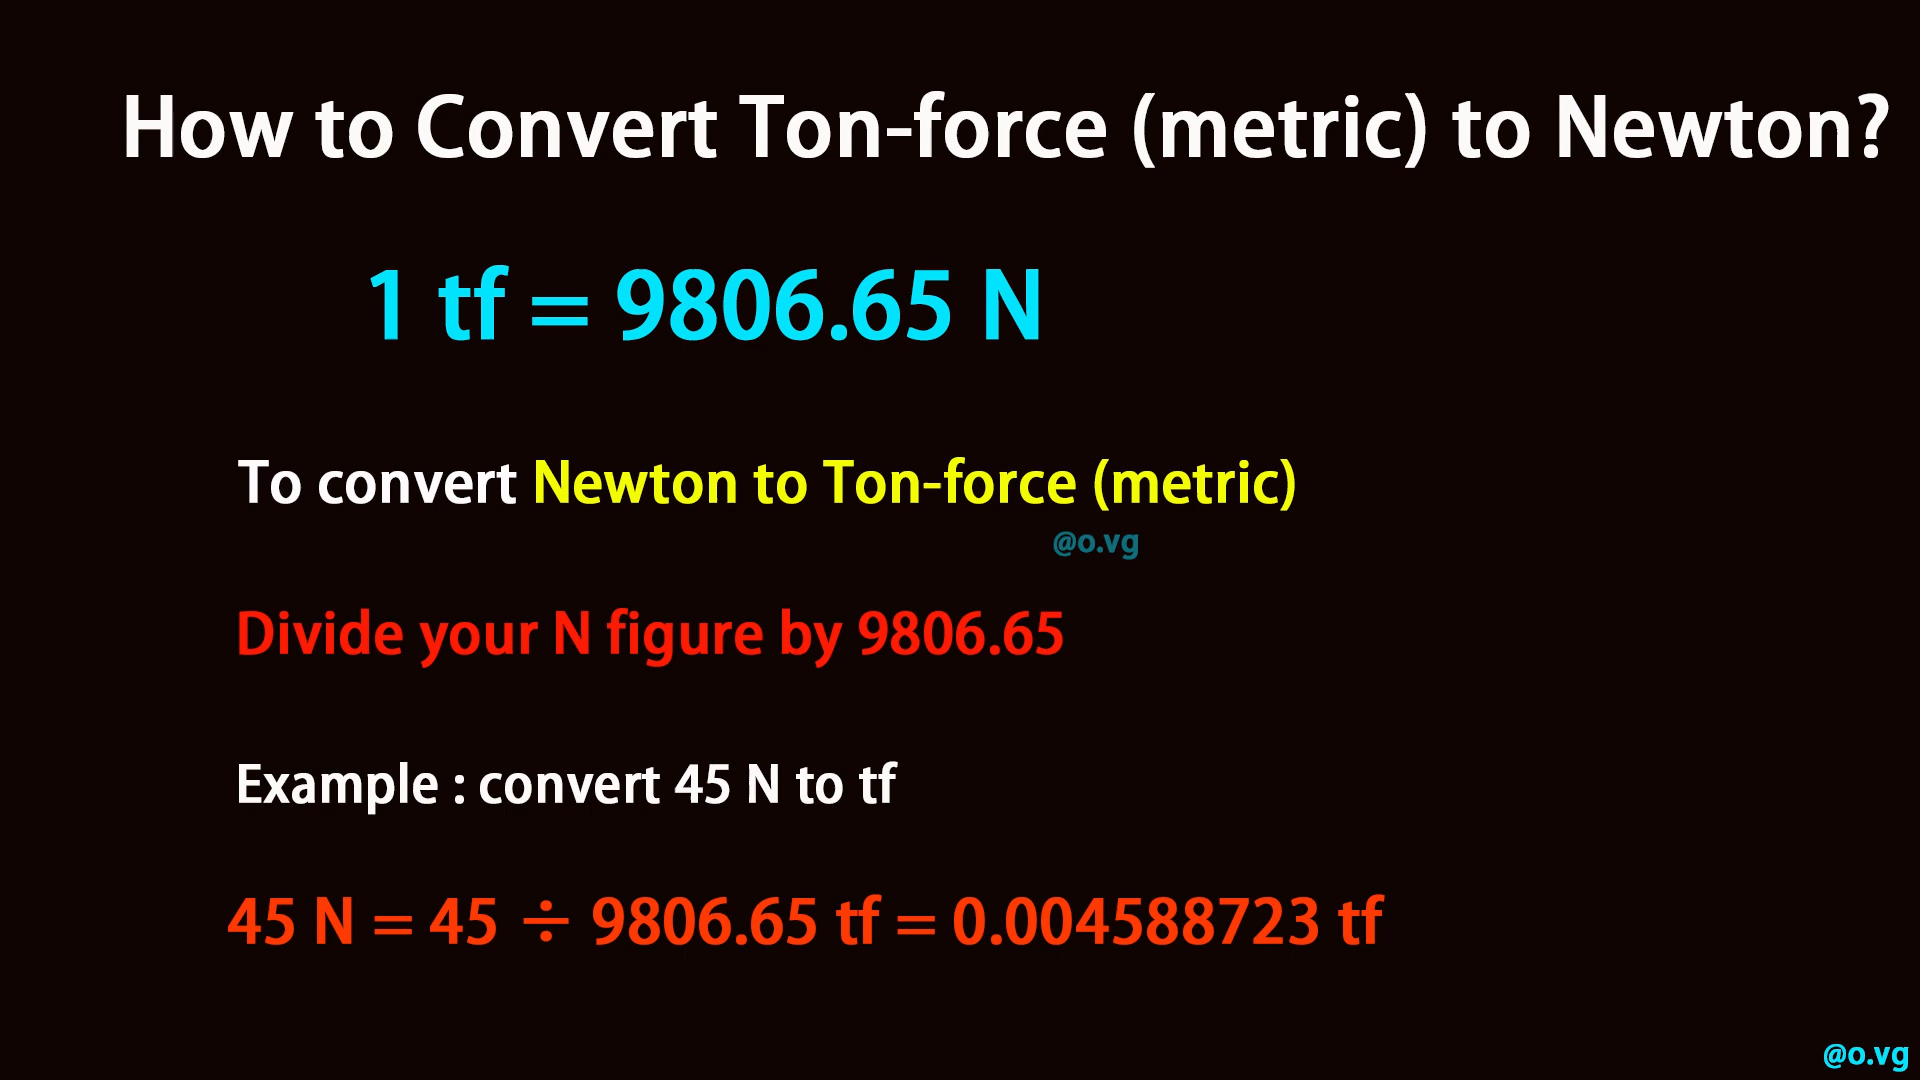 How to Convert Ton-force (metric) to Newton?
1 tf = 9806.65 N
To convert Newton to Ton-force (metric)
@o.vg
Divide your N figure by 9806.65
Example : convert 45 N to tf
45 N = 45 ÷ 9806.65 tf = 0.004588723 tf
@o.vg